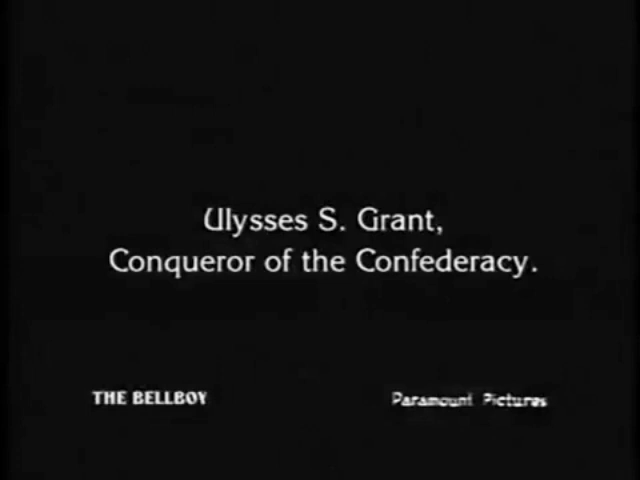 Ulysses S. Grant,
Conqueror of the Confederacy.
THE BELLBOY
Paramount Pictures